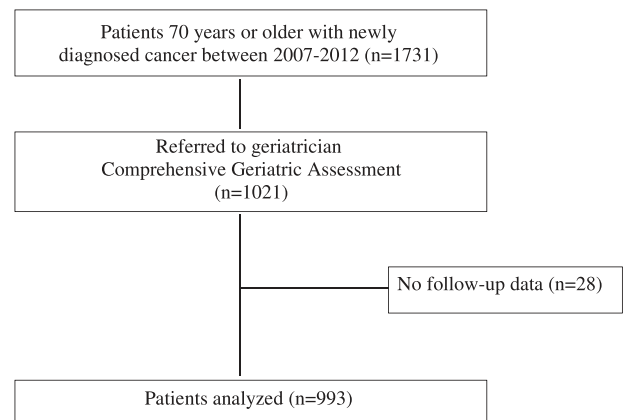 Patients 70 years or older with newly
diagnosed cancer between 2007-2012 (n=1731)
Referred to geriatrician
Comprehensive Geriatric Assessment
(n=1021)
No follow-up data (n=28)
Patients analyzed (n=993)